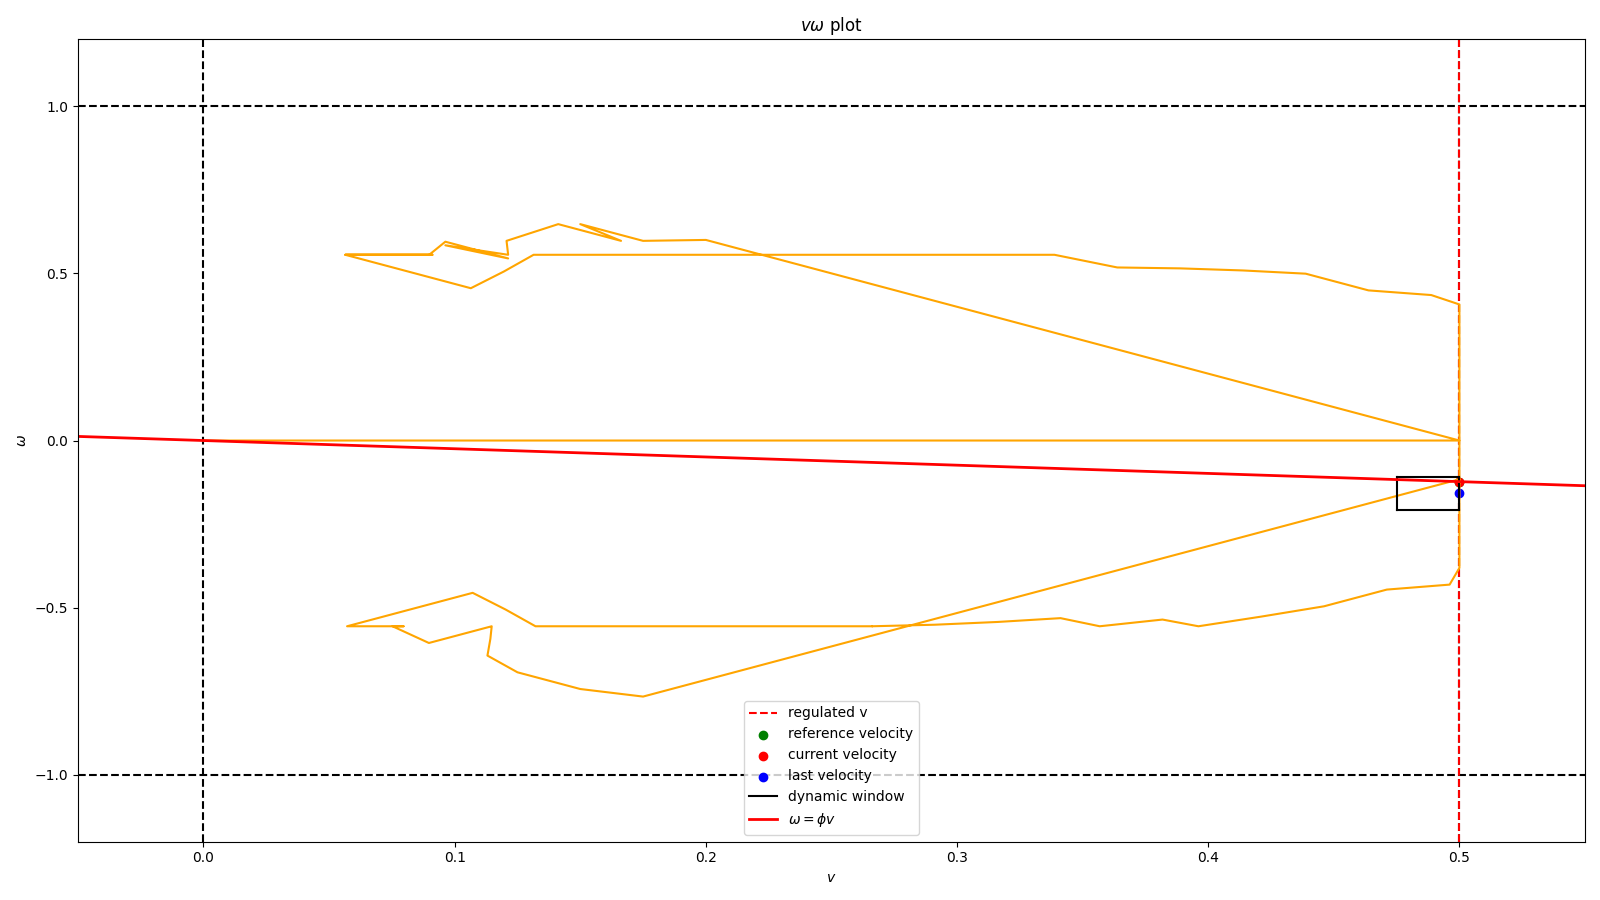 vω plot
1.0
0.5
0.0
−0.5
−1.0
ω
regulated v
reference velocity
current velocity
last velocity
dynamic window
ω = ϕv
0.0 0.1 0.2 0.3 0.4 0.5
v